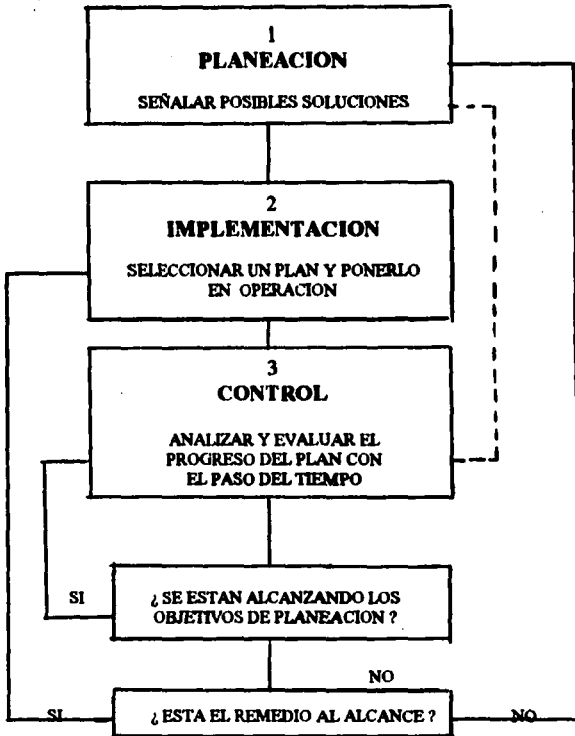 1
PLANEACION
SEÑALAR POSIBLES SOLUCIONES
2
IMPLEMENTACION
SELECCIONAR UN PLAN Y PONERLO
EN OPERACION
3
CONTROL
ANALIZAR Y EVALUAR EL
PROGRESO DEL PLAN CON
EL PASO DEL TIEMPO
SI
¿ SE ESTAN ALCANZANDO LOS
OBJETIVOS DE PLANEACION ?
NO
SI
¿ ESTA EL REMEDIO AL ALCANCE ?
NO